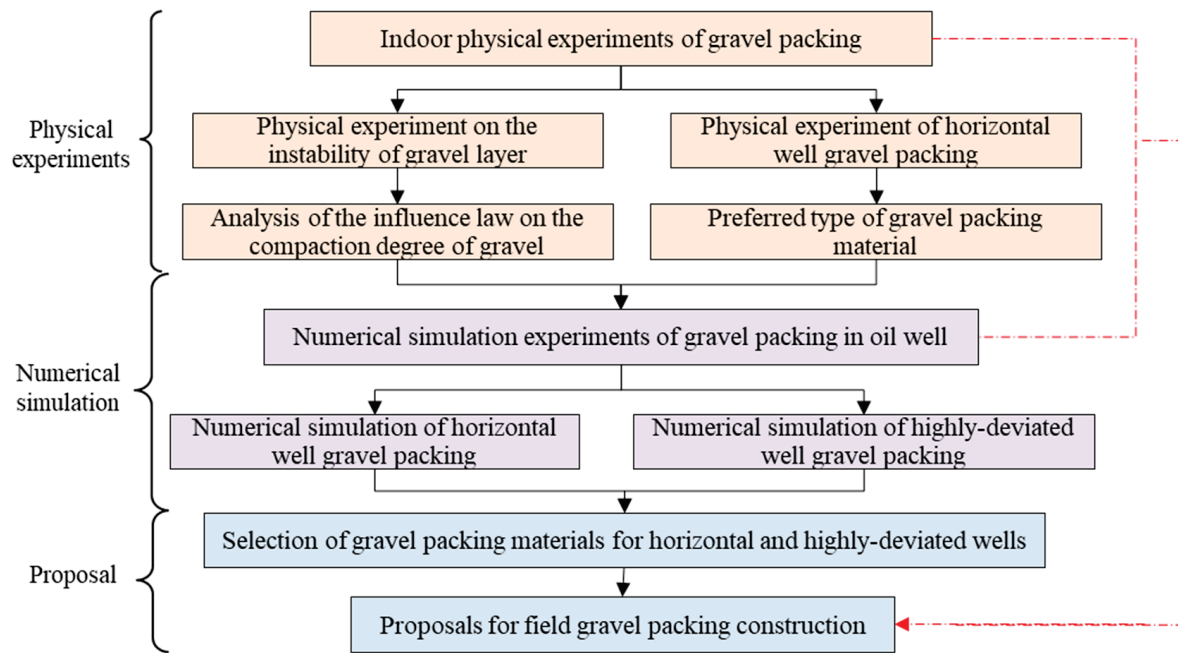 Indoor physical experiments of gravel packing
Physical
experiments
Physical experiment on the
instability of gravel layer
Physical experiment of horizontal
well gravel packing
Analysis of the influence law on the
compaction degree of gravel
Preferred type of gravel packing
material
Numerical simulation experiments of gravel packing in oil well
Numerical
simulation
Numerical simulation of horizontal
well gravel packing
Numerical simulation of highly-deviated
well gravel packing
Selection of gravel packing materials for horizontal and highly-deviated wells
Proposal
Proposals for field gravel packing construction